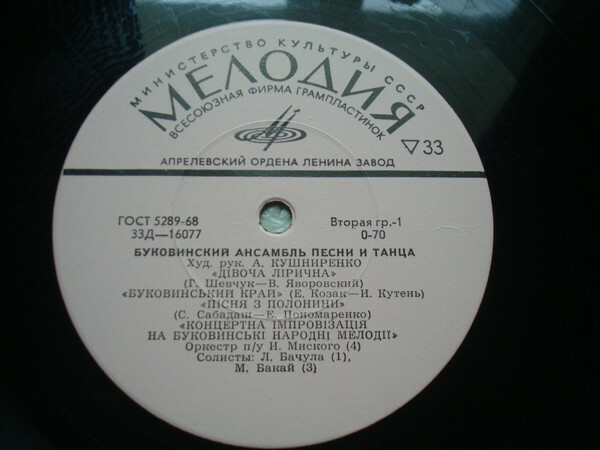 МИНИСТЕРСТВО КУЛЬТУРЫ СССР
МЕЛОДИЯ
ВСЕСОЮЗНАЯ ФИРМА ГРАМПЛАСТИНОК
▽33
АПРЕЛЕВСКИЙ ОРДЕНА ЛЕНИНА ЗАВОД
ГОСТ 5289-68 Вторая гр.-1
33Д—16077 0-70
БУКОВИНСКИЙ АНСАМБЛЬ ПЕСНИ И ТАНЦА
Худ. рук. А. КУШНИРЕНКО
«ДІВОЧА ЛІРИЧНА»
(Г. Шевчук—В. Яворовский)
«БУКОВИНСЬКИЙ КРАЙ» (Е. Козак—И. Кутень)
«ПІСНЯ З ПОЛОНИНИ»
(С. Сабадаш—Е. Пономаренко)
«КОНЦЕРТНА ІМПРОВІЗАЦІЯ
НА БУКОВИНСЬКІ НАРОДНІ МЕЛОДІЇ»
Оркестр п/у И. Миского (4)
Солисты: Л. Бачула (1),
М. Бакай (3)